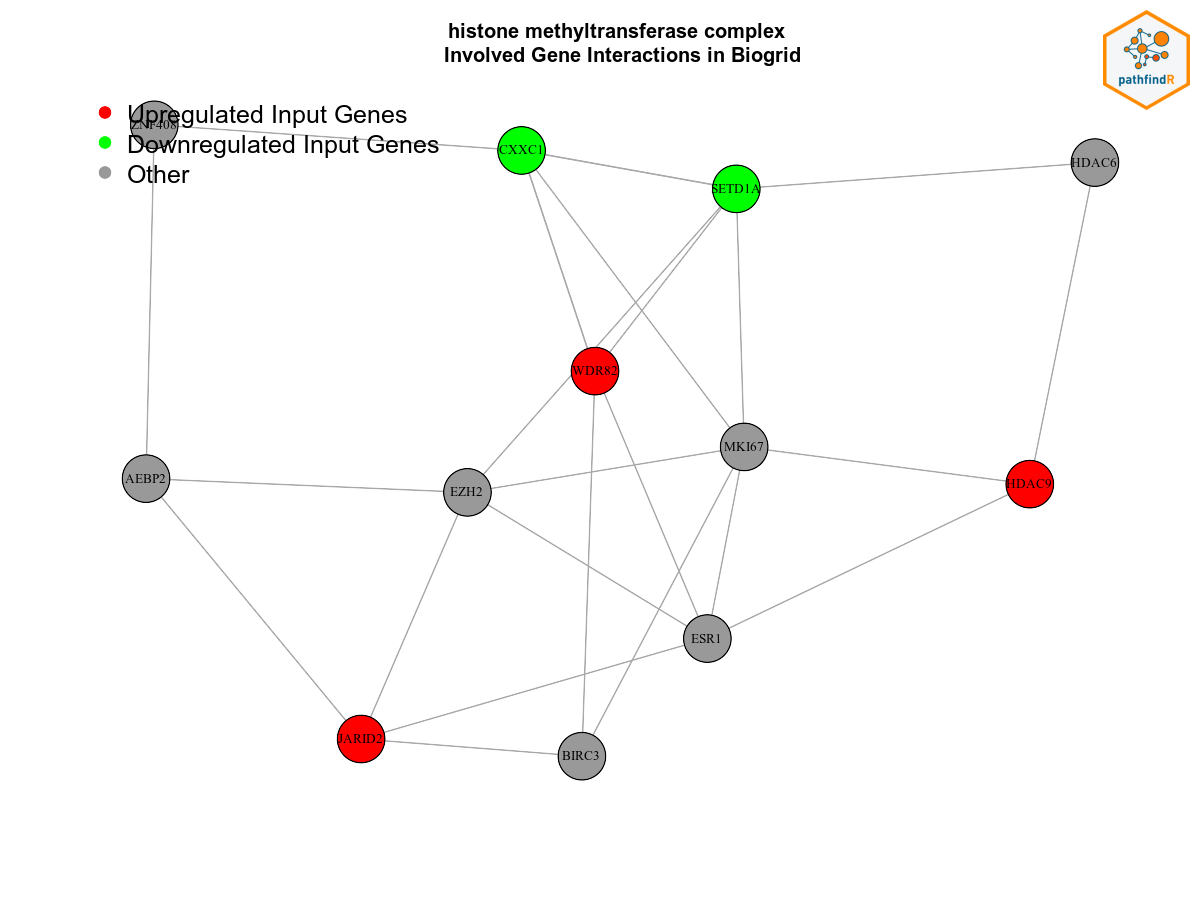 histone methyltransferase complex
Involved Gene Interactions in Biogrid
pathfindR
Upregulated Input Genes
ZNF408
Downregulated Input Genes
Other
CXXC1
HDAC6
SETD1A
WDR82
MKI67
AEBP2
EZH2
HDAC9
ESR1
JARID2
BIRC3